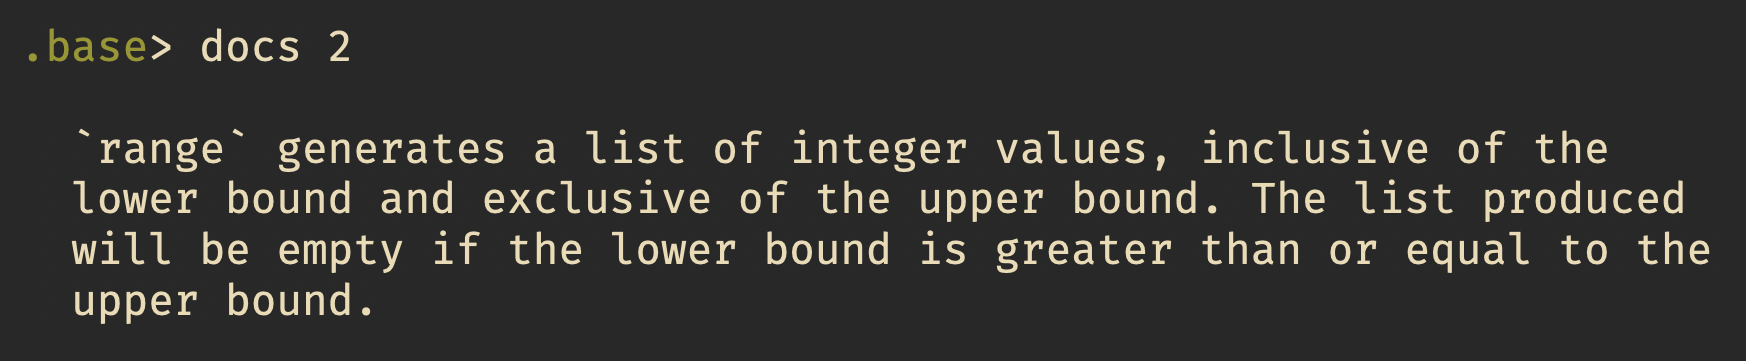 .base> docs 2
`range` generates a list of integer values, inclusive of the
lower bound and exclusive of the upper bound. The list produced
will be empty if the lower bound is greater than or equal to the
upper bound.